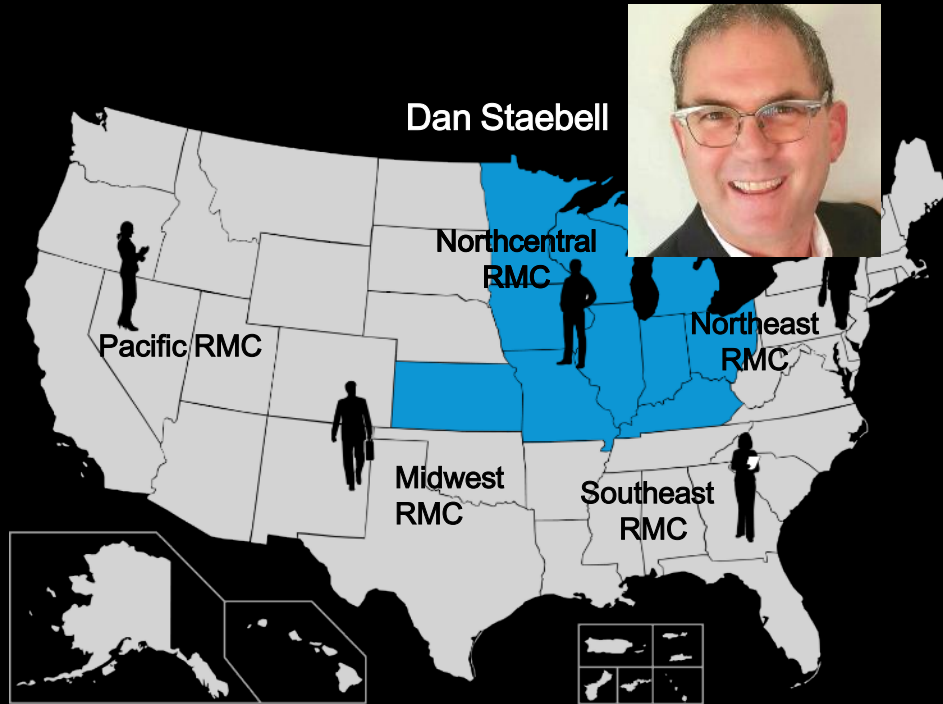 Dan Staebell
Northcentral
RMC
Northeast
RMC
Pacific RMC
Midwest
RMC
Southeast
RMC